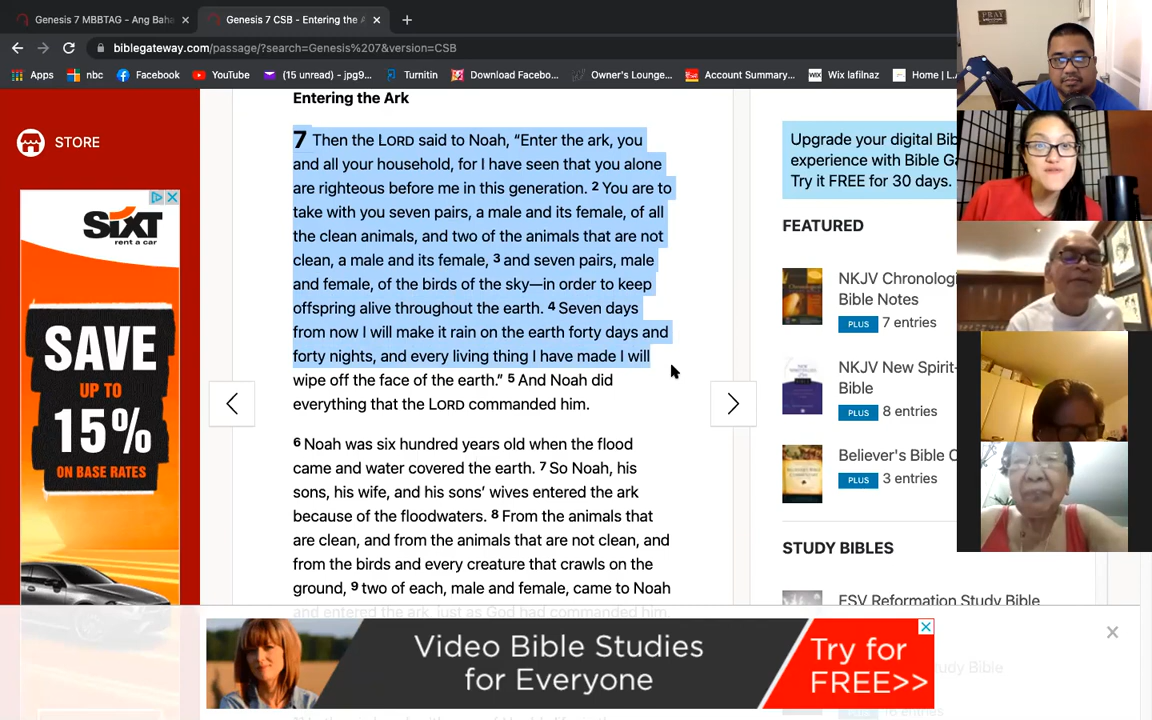 Genesis 7 MBBTAG - Ang Baha
Genesis 7 CSB - Entering the A
biblegateway.com/passage/?search=Genesis%207&version=CSB
Apps
nbc
Facebook
YouTube
(15 unread) - jpg9...
Turnitin
Download Facebo...
Owner's Lounge...
Account Summary...
WIX
Wix lafilnaz
Home | L.A
PRAY
STORE
SIXT
rent a car
SAVE
UP TO
15%
ON BASE RATES
Entering the Ark
7 Then the LORD said to Noah, “Enter the ark, you
and all your household, for I have seen that you alone
are righteous before me in this generation. 2 You are to
take with you seven pairs, a male and its female, of all
the clean animals, and two of the animals that are not
clean, a male and its female, 3 and seven pairs, male
and female, of the birds of the sky—in order to keep
offspring alive throughout the earth. 4 Seven days
from now I will make it rain on the earth forty days and
forty nights, and every living thing I have made I will
wipe off the face of the earth.” 5 And Noah did
everything that the LORD commanded him.
6 Noah was six hundred years old when the flood
came and water covered the earth. 7 So Noah, his
sons, his wife, and his sons’ wives entered the ark
because of the floodwaters. 8 From the animals that
are clean, and from the animals that are not clean, and
from the birds and every creature that crawls on the
ground, 9 two of each, male and female, came to Noah
and entered the ark, just as God had commanded him
Upgrade your digital Bib
experience with Bible Ga
Try it FREE for 30 days.
FEATURED
NKJV Chronolog
Bible Notes
PLUS 7 entries
NKJV New Spirit-
Bible
PLUS 8 entries
Believer's Bible C
PLUS 3 entries
STUDY BIBLES
ESV Reformation Study Bible
Video Bible Studies
for Everyone
Try for
FREE>>